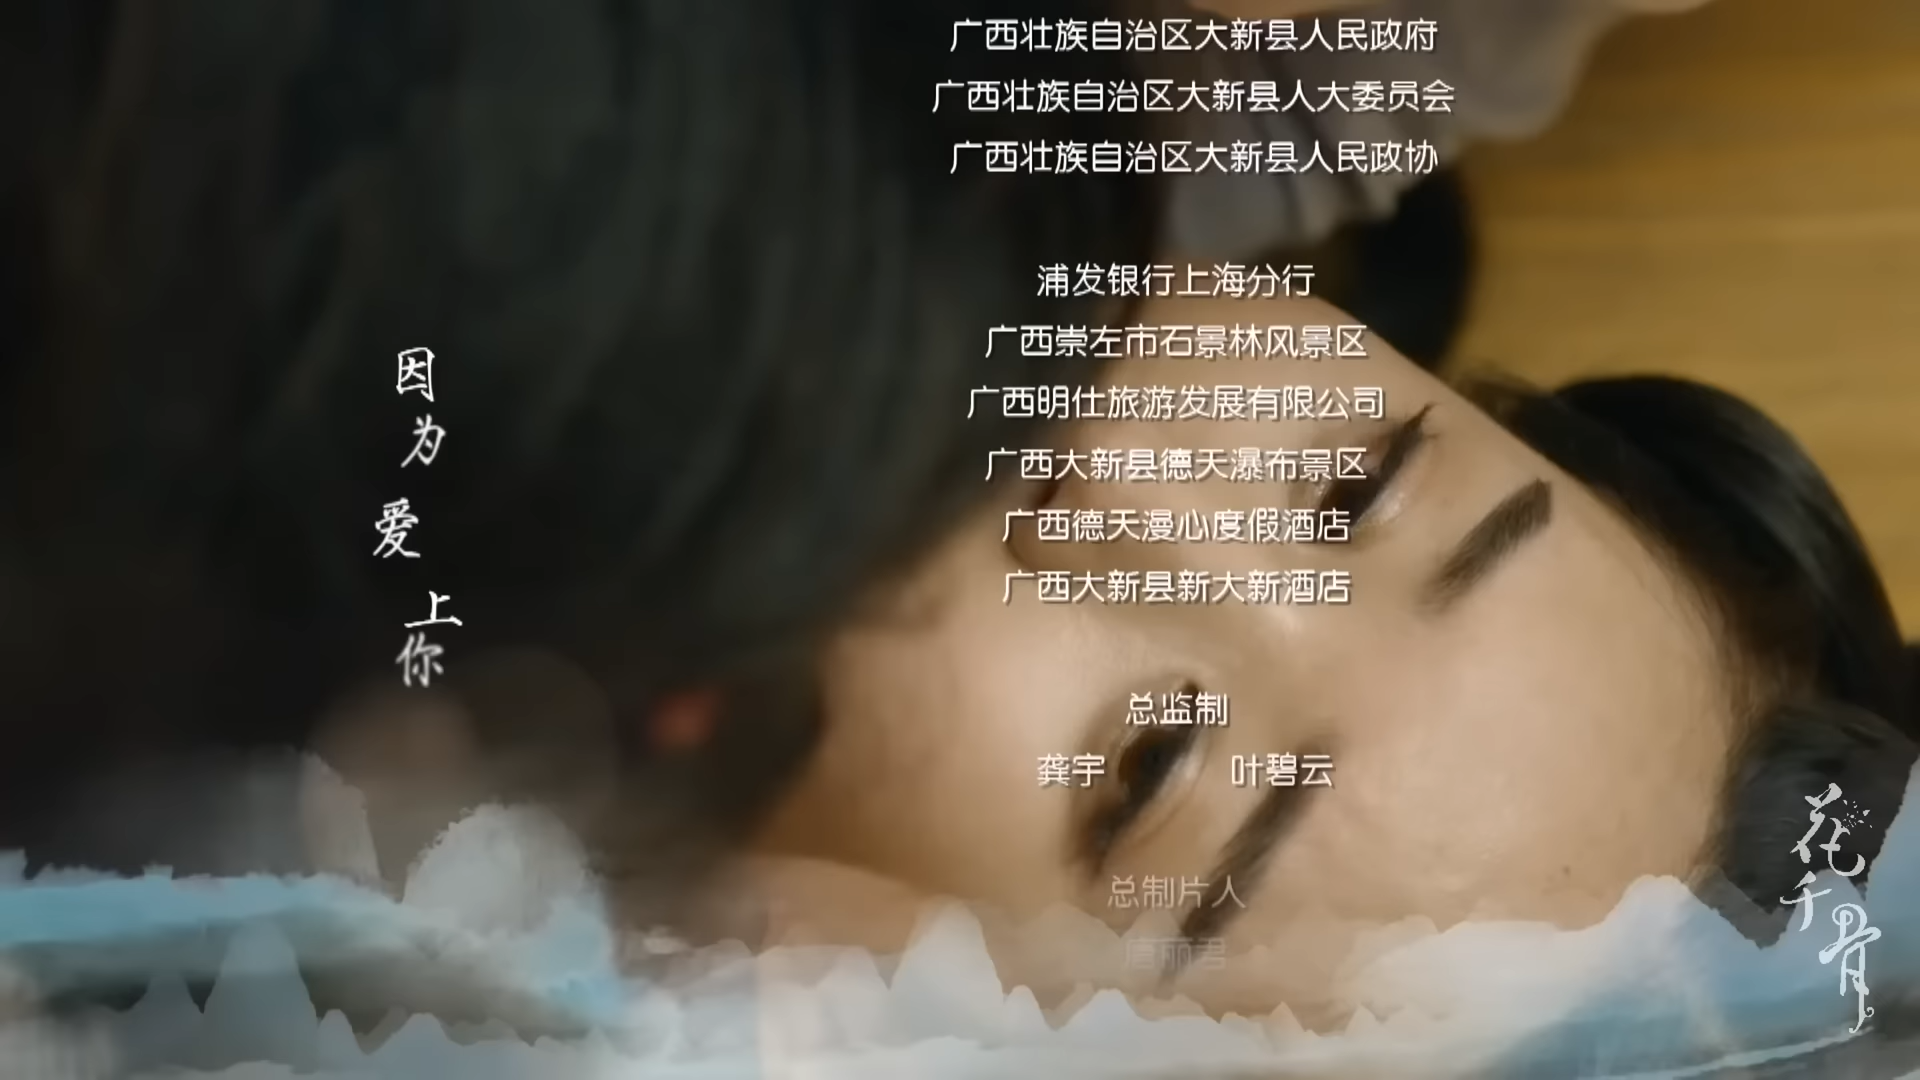 广西壮族自治区大新县人民政府
广西壮族自治区大新县人大委员会
广西壮族自治区大新县人民政协
浦发银行上海分行
广西崇左市石景林风景区
广西明仕旅游发展有限公司
广西大新县德天瀑布景区
广西德天漫心度假酒店
广西大新县新大新酒店
总监制
龚宇 叶碧云
总制片人
唐丽君
因为爱上你
花千骨